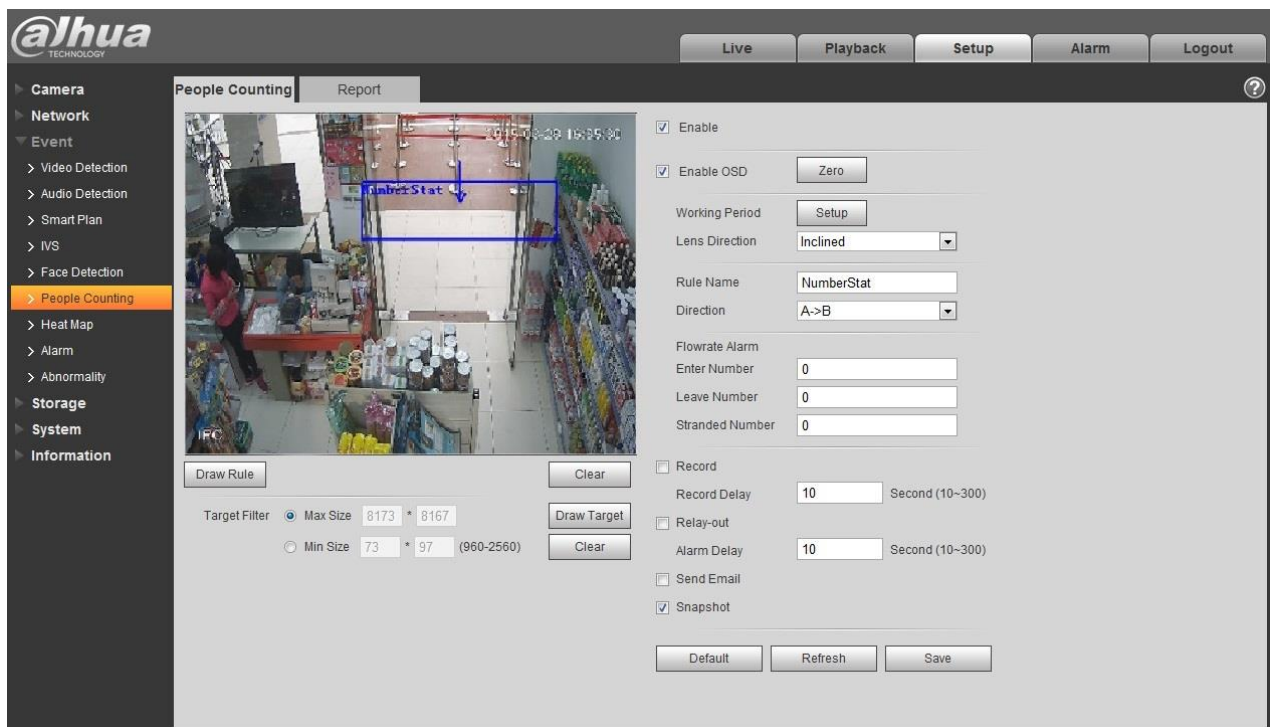 alhua
TECHNOLOGY
Live Playback Setup Alarm Logout
Camera
Network
Event
Video Detection
Audio Detection
Smart Plan
IVS
Face Detection
People Counting
Heat Map
Alarm
Abnormality
Storage
System
Information
People Counting Report
NumberStat
IPC
Draw Rule Clear
Target Filter Max Size 8173 * 8167 Draw Target
Min Size 73 * 97 (960-2560) Clear
Enable
Enable OSD Zero
Working Period Setup
Lens Direction Inclined
Rule Name NumberStat
Direction A->B
Flowrate Alarm
Enter Number 0
Leave Number 0
Stranded Number 0
Record
Record Delay 10 Second (10~300)
Relay-out
Alarm Delay 10 Second (10~300)
Send Email
Snapshot
Default Refresh Save